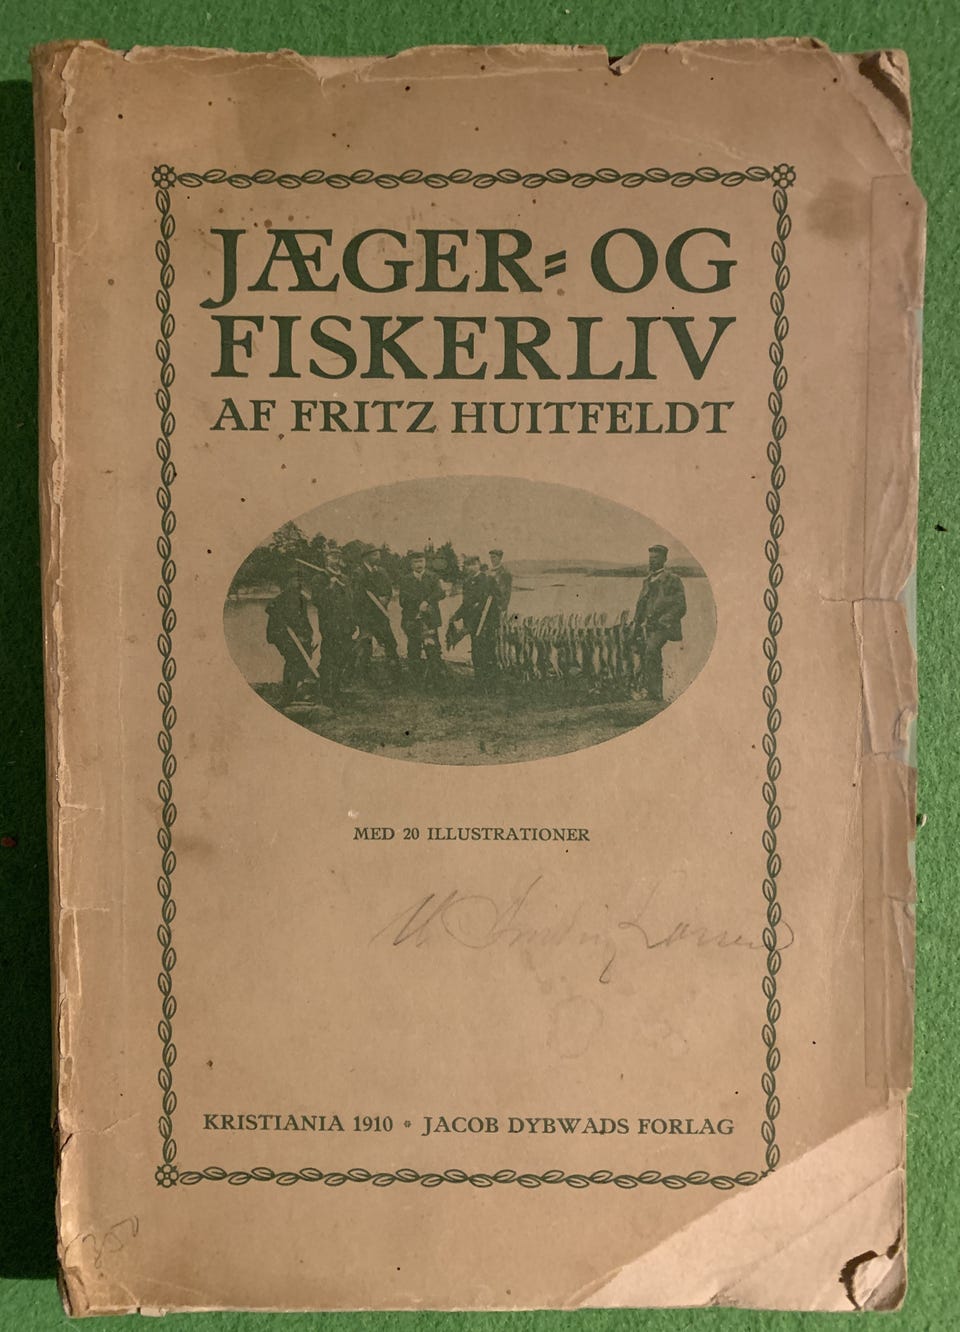 JÆGER= OG
FISKERLIV
AF FRITZ HUITFELDT
MED 20 ILLUSTRATIONER
KRISTIANIA 1910 * JACOB DYBWADS FORLAG